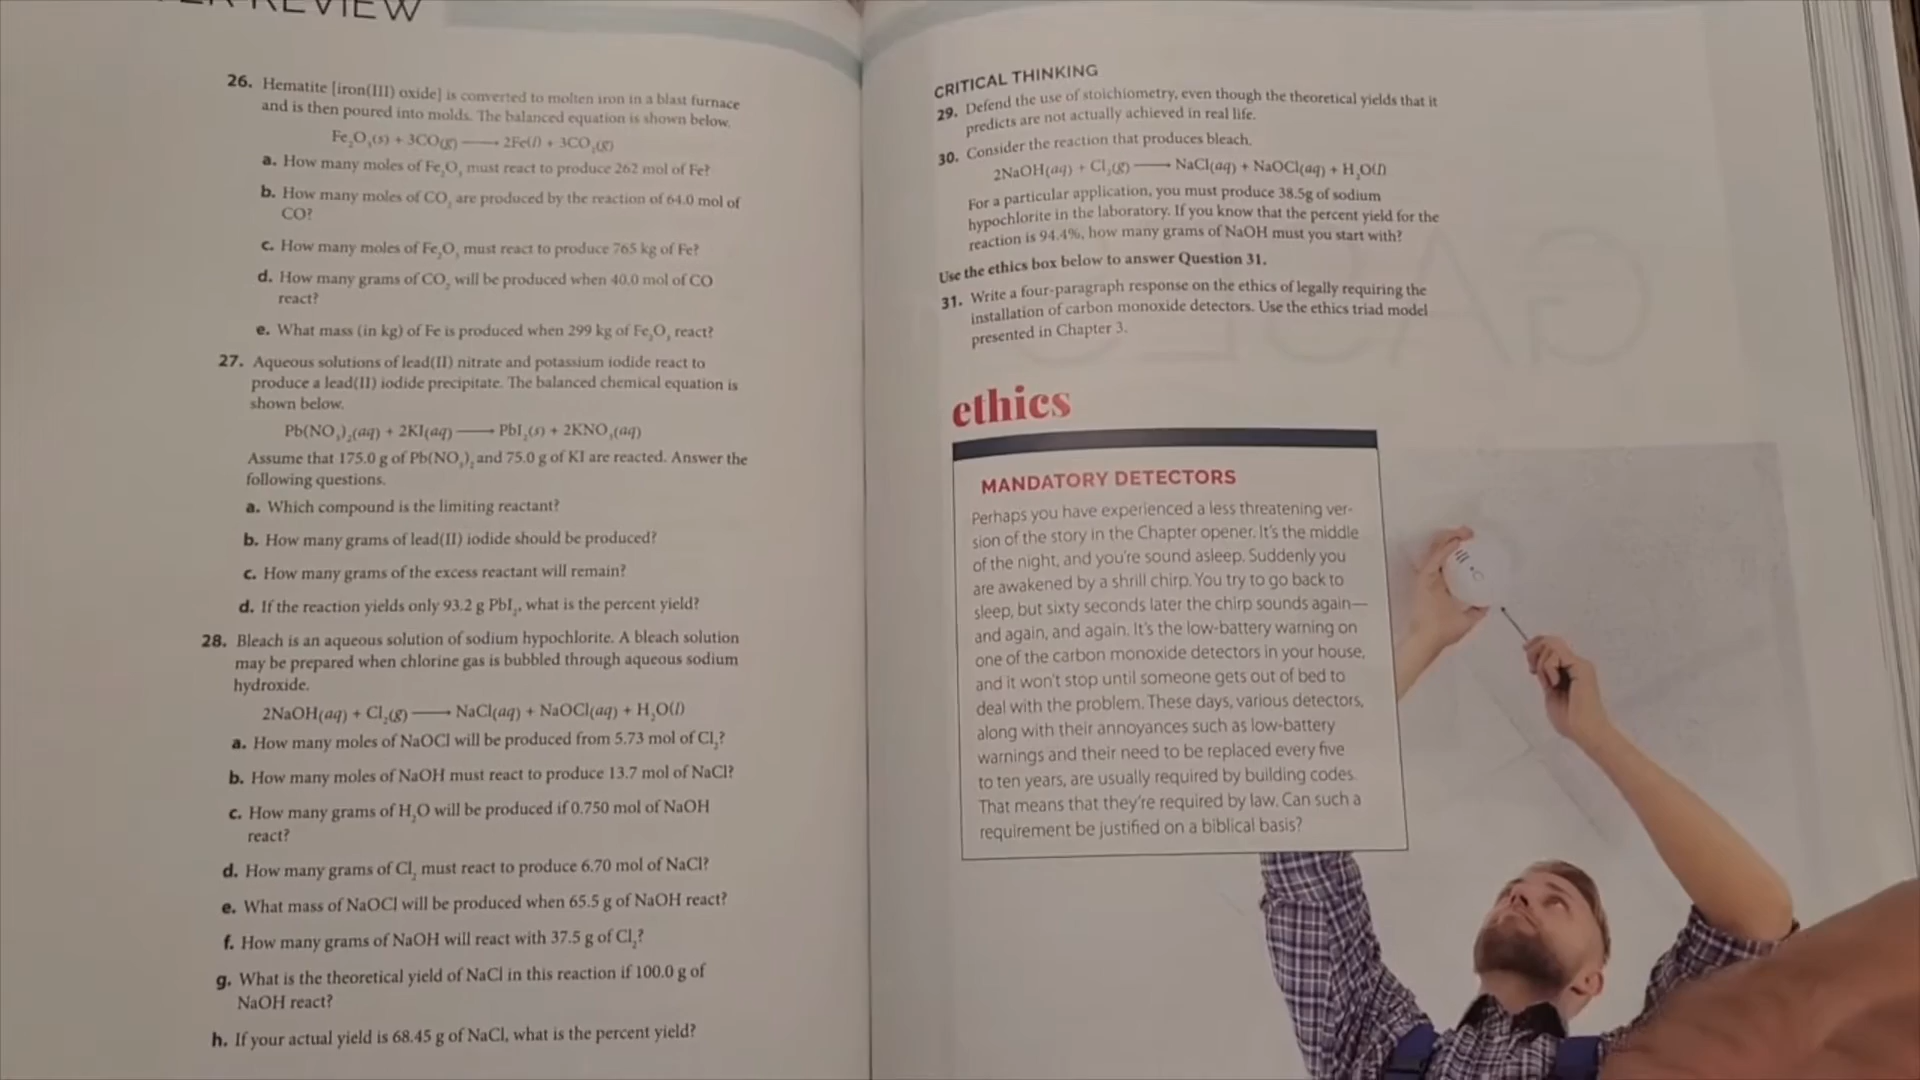 REVIEW
26. Hematite [iron(III) oxide] is converted to molten iron in a blast furnace
and is then poured into molds. The balanced equation is shown below.
Fe₂O₃(s) + 3CO(g) ⟶ 2Fe(l) + 3CO₂(g)
a. How many moles of Fe₂O₃ must react to produce 262 mol of Fe?
b. How many moles of CO₂ are produced by the reaction of 64.0 mol of
CO?
c. How many moles of Fe₂O₃ must react to produce 765 kg of Fe?
d. How many grams of CO₂ will be produced when 40.0 mol of CO
react?
e. What mass (in kg) of Fe is produced when 299 kg of Fe₂O₃ react?
27. Aqueous solutions of lead(II) nitrate and potassium iodide react to
produce a lead(II) iodide precipitate. The balanced chemical equation is
shown below.
Pb(NO₃)₂(aq) + 2KI(aq) ⟶ PbI₂(s) + 2KNO₃(aq)
Assume that 175.0 g of Pb(NO₃)₂ and 75.0 g of KI are reacted. Answer the
following questions.
a. Which compound is the limiting reactant?
b. How many grams of lead(II) iodide should be produced?
c. How many grams of the excess reactant will remain?
d. If the reaction yields only 93.2 g PbI₂, what is the percent yield?
28. Bleach is an aqueous solution of sodium hypochlorite. A bleach solution
may be prepared when chlorine gas is bubbled through aqueous sodium
hydroxide.
2NaOH(aq) + Cl₂(g) ⟶ NaCl(aq) + NaOCl(aq) + H₂O(l)
a. How many moles of NaOCl will be produced from 5.73 mol of Cl₂?
b. How many moles of NaOH must react to produce 13.7 mol of NaCl?
c. How many grams of H₂O will be produced if 0.750 mol of NaOH
react?
d. How many grams of Cl₂ must react to produce 6.70 mol of NaCl?
e. What mass of NaOCl will be produced when 65.5 g of NaOH react?
f. How many grams of NaOH will react with 37.5 g of Cl₂?
g. What is the theoretical yield of NaCl in this reaction if 100.0 g of
NaOH react?
h. If your actual yield is 68.45 g of NaCl, what is the percent yield?
CRITICAL THINKING
29. Defend the use of stoichiometry, even though the theoretical yields that it
predicts are not actually achieved in real life.
30. Consider the reaction that produces bleach.
2NaOH(aq) + Cl₂(g) ⟶ NaCl(aq) + NaOCl(aq) + H₂O(l)
For a particular application, you must produce 38.5g of sodium
hypochlorite in the laboratory. If you know that the percent yield for the
reaction is 94.4%, how many grams of NaOH must you start with?
Use the ethics box below to answer Question 31.
31. Write a four-paragraph response on the ethics of legally requiring the
installation of carbon monoxide detectors. Use the ethics triad model
presented in Chapter 3.
ethics
MANDATORY DETECTORS
Perhaps you have experienced a less threatening ver-
sion of the story in the Chapter opener. It's the middle
of the night, and you're sound asleep. Suddenly you
are awakened by a shrill chirp. You try to go back to
sleep, but sixty seconds later the chirp sounds again—
and again, and again. It's the low-battery warning on
one of the carbon monoxide detectors in your house,
and it won't stop until someone gets out of bed to
deal with the problem. These days, various detectors,
along with their annoyances such as low-battery
warnings and their need to be replaced every five
to ten years, are usually required by building codes.
That means that they're required by law. Can such a
requirement be justified on a biblical basis?